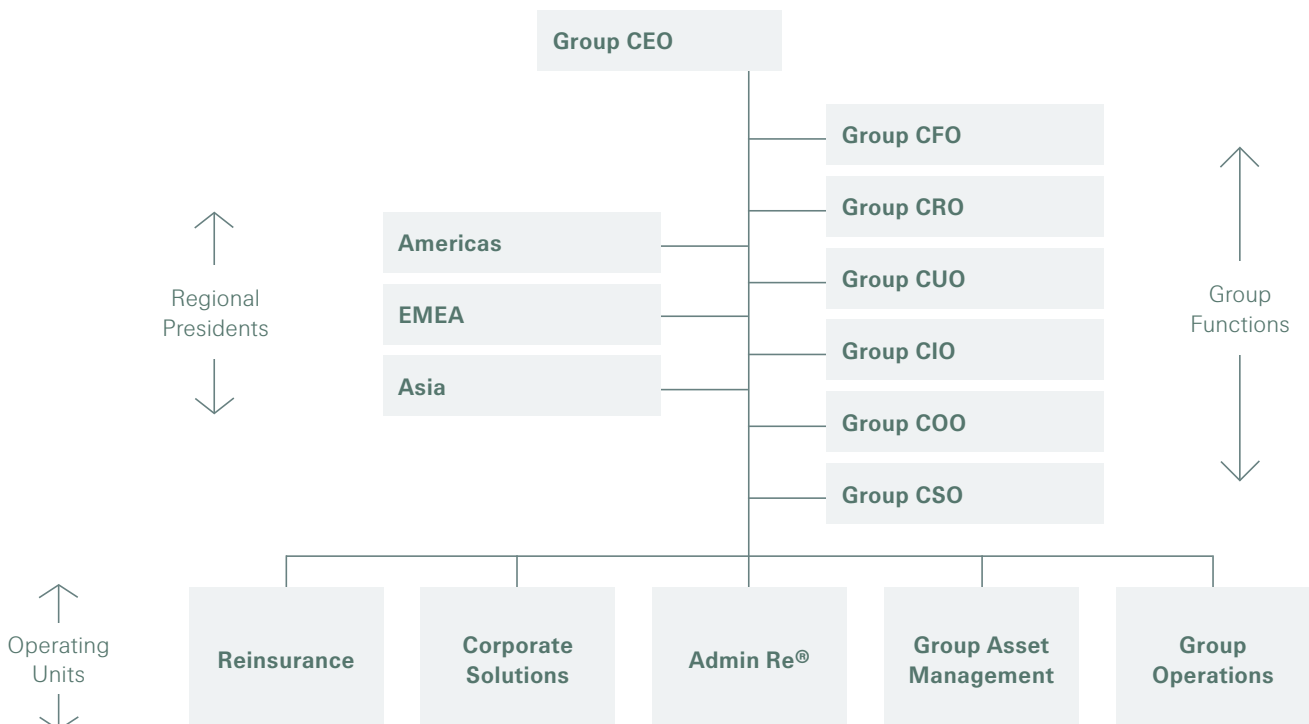 Group CEO
Group CFO
Group CRO
Americas
Group CUO
Regional
Presidents
EMEA
Group
Functions
Group CIO
Asia
Group COO
Group CSO
Operating
Units
Reinsurance
Corporate
Solutions
Admin Re®
Group Asset
Management
Group
Operations